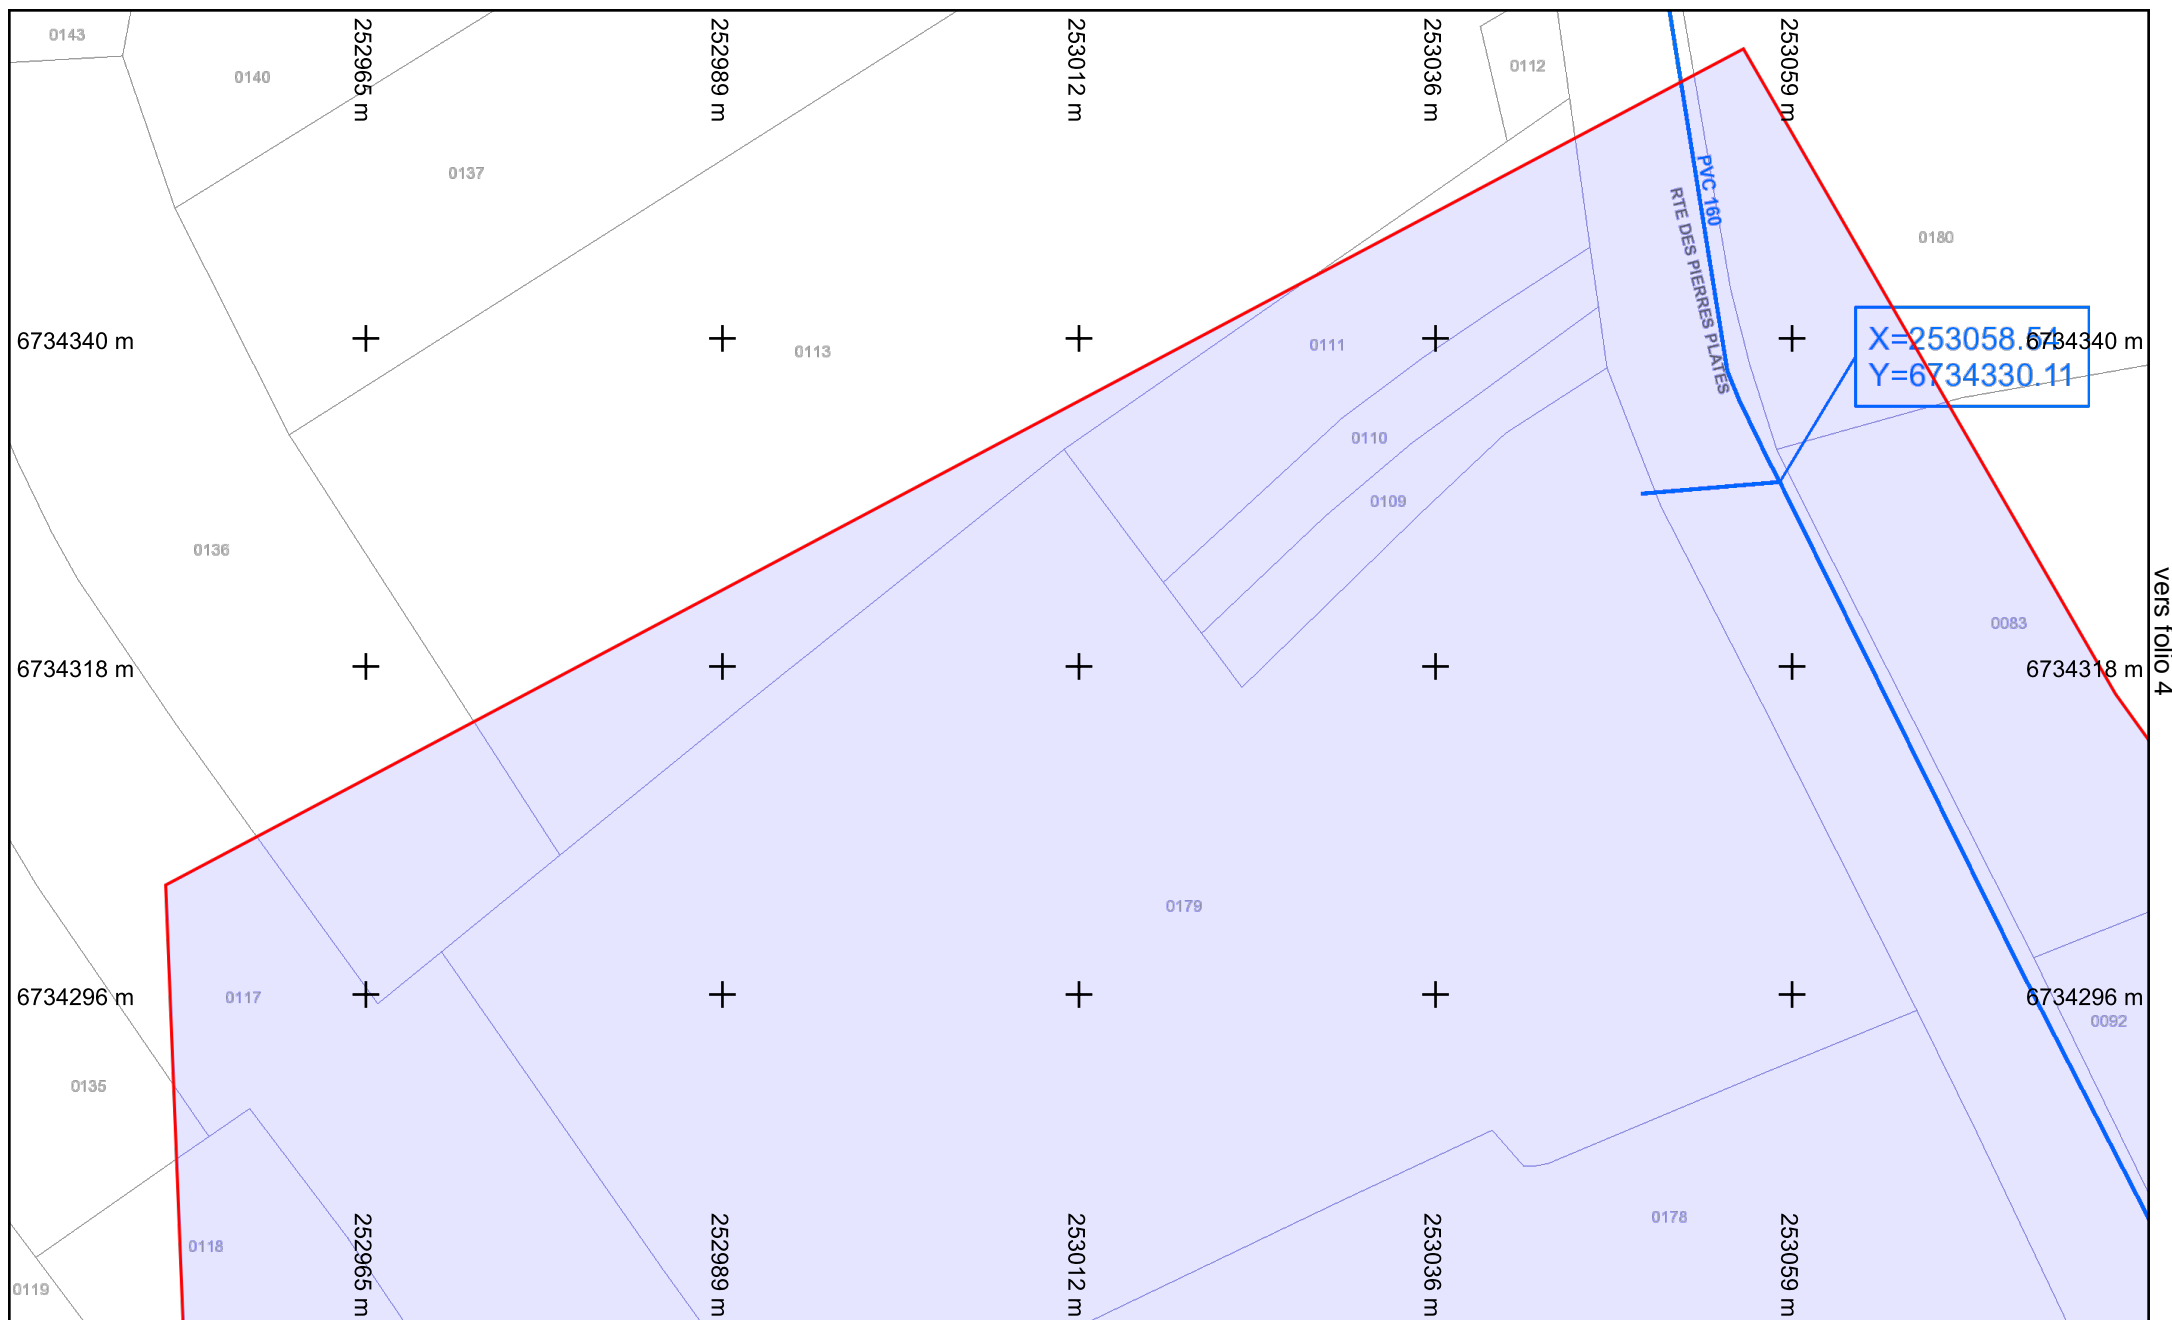 0143
0140
252965 m
252989 m
253012 m
253036 m
0112
253059 m
0137
PVC 160
RTE DES PIERRES PLATES
0180
6734340 m
0113
0111
X=253058.54
Y=6734330.11
6734340 m
0110
0109
0136
vers folio 4
0083
6734318 m
6734318 m
0179
6734296 m
0117
6734296 m
0092
0135
0178
0118
0119
252965 m
252989 m
253012 m
253036 m
253059 m